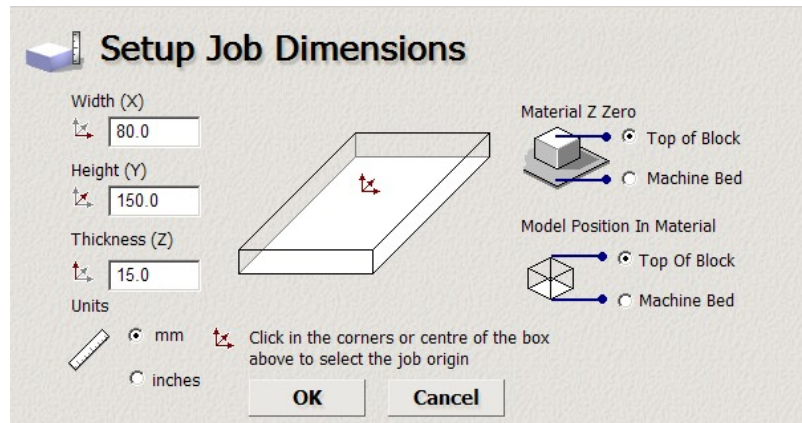 Setup Job Dimensions
Width (X)
80.0
Height (Y)
150.0
Thickness (Z)
15.0
Units
mm
inches
Click in the corners or centre of the box
above to select the job origin
OK
Cancel
Material Z Zero
Top of Block
Machine Bed
Model Position In Material
Top Of Block
Machine Bed